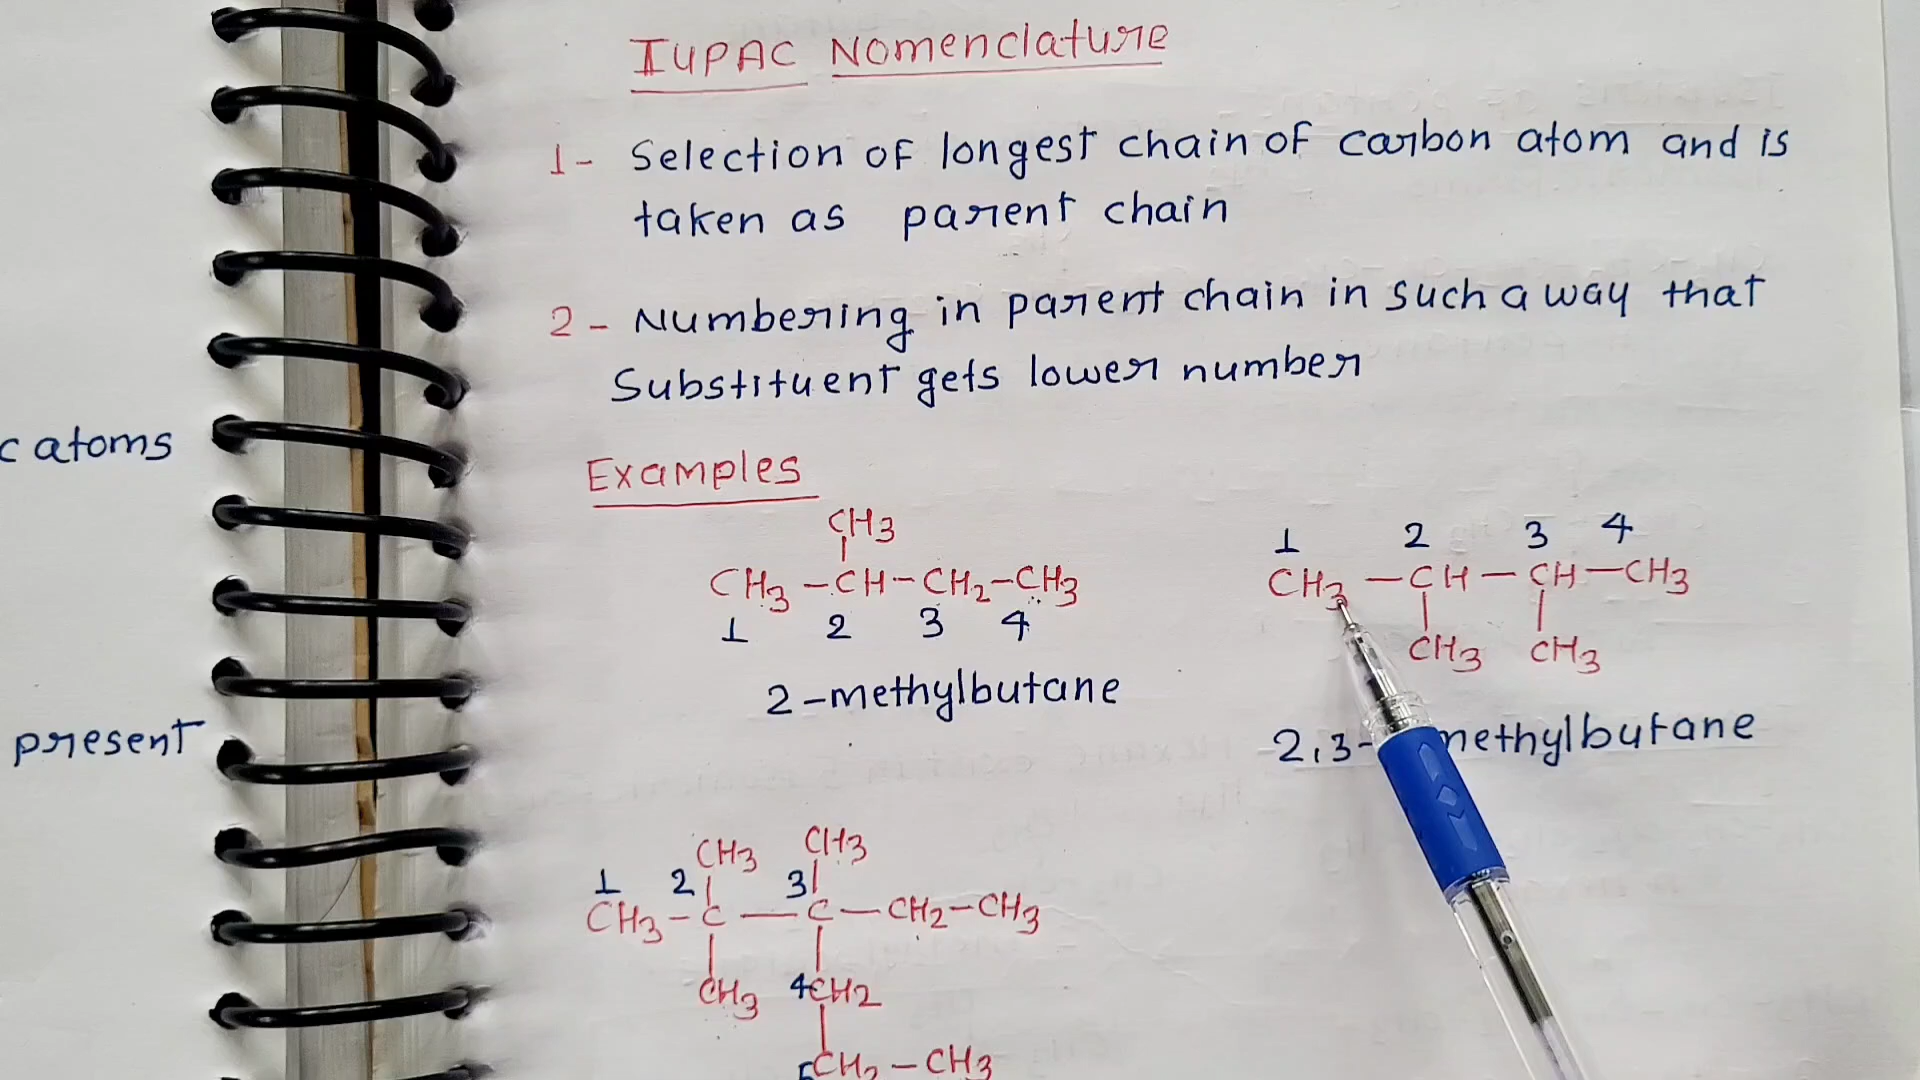 IUPAC Nomenclature
1- Selection of longest chain of carbon atom and is
taken as parent chain
2- Numbering in parent chain in such a way that
Substituent gets lower number
c atoms
Examples
CH3
CH3-CH-CH2-CH3
1 2 3 4
2-methylbutane
1 2 3 4
CH3-CH-CH-CH3
CH3 CH3
2,3- methylbutane
present
CH3 CH3
1 2 3
CH3-C-C-CH2-CH3
CH3 4CH2
5CH2-CH3